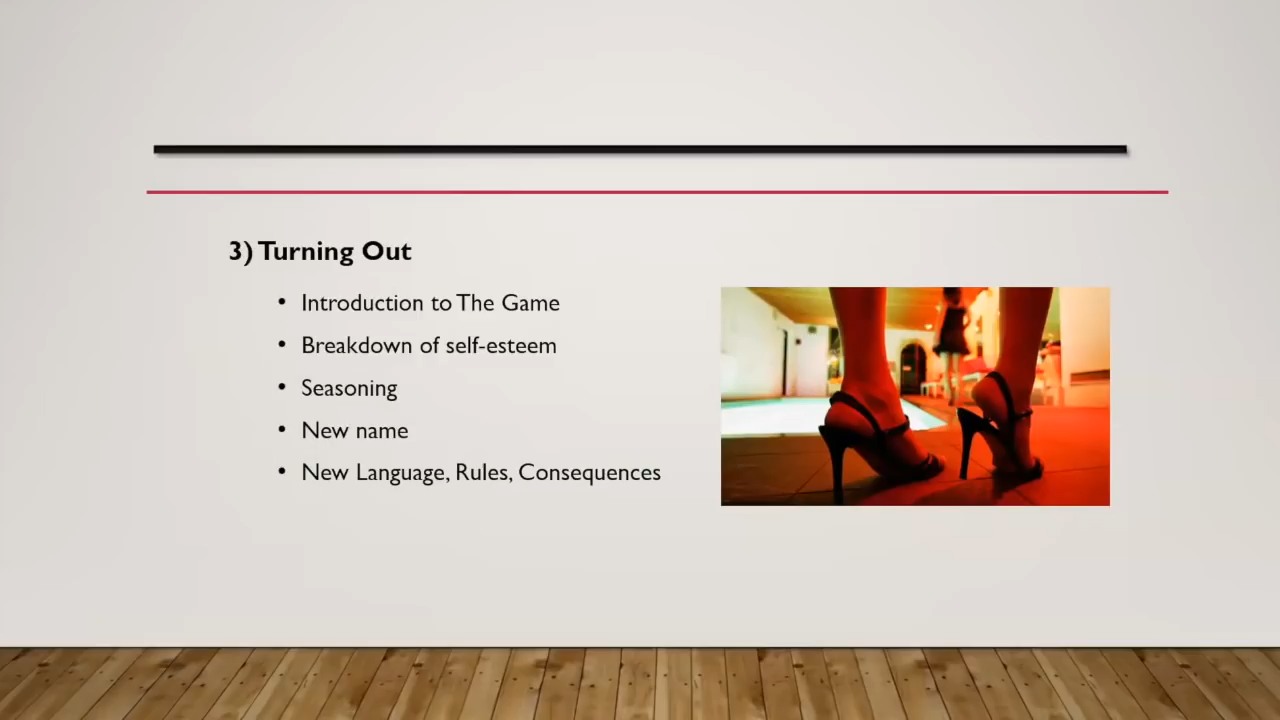 3) Turning Out
• Introduction to The Game
• Breakdown of self-esteem
• Seasoning
• New name
• New Language, Rules, Consequences